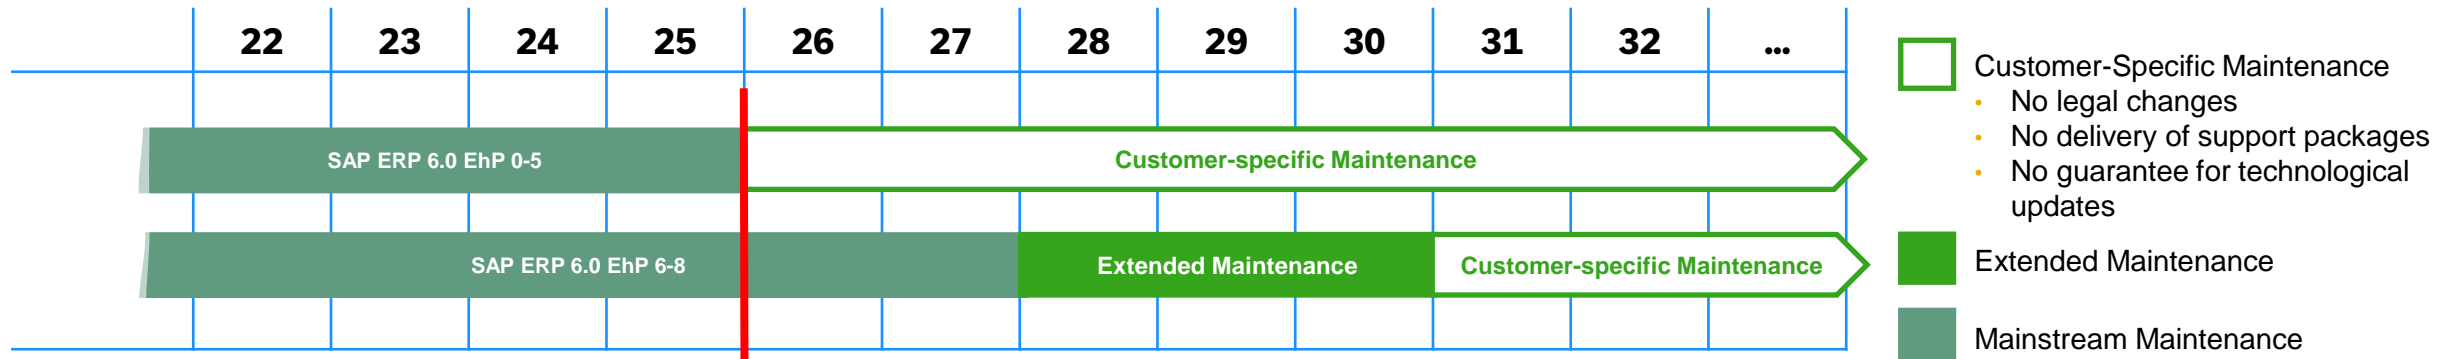 22 23 24 25 26 27 28 29 30 31 32 ...
SAP ERP 6.0 EhP 0-5
Customer-specific Maintenance
SAP ERP 6.0 EhP 6-8
Extended Maintenance
Customer-specific Maintenance
Customer-Specific Maintenance
• No legal changes
• No delivery of support packages
• No guarantee for technological
updates
Extended Maintenance
Mainstream Maintenance